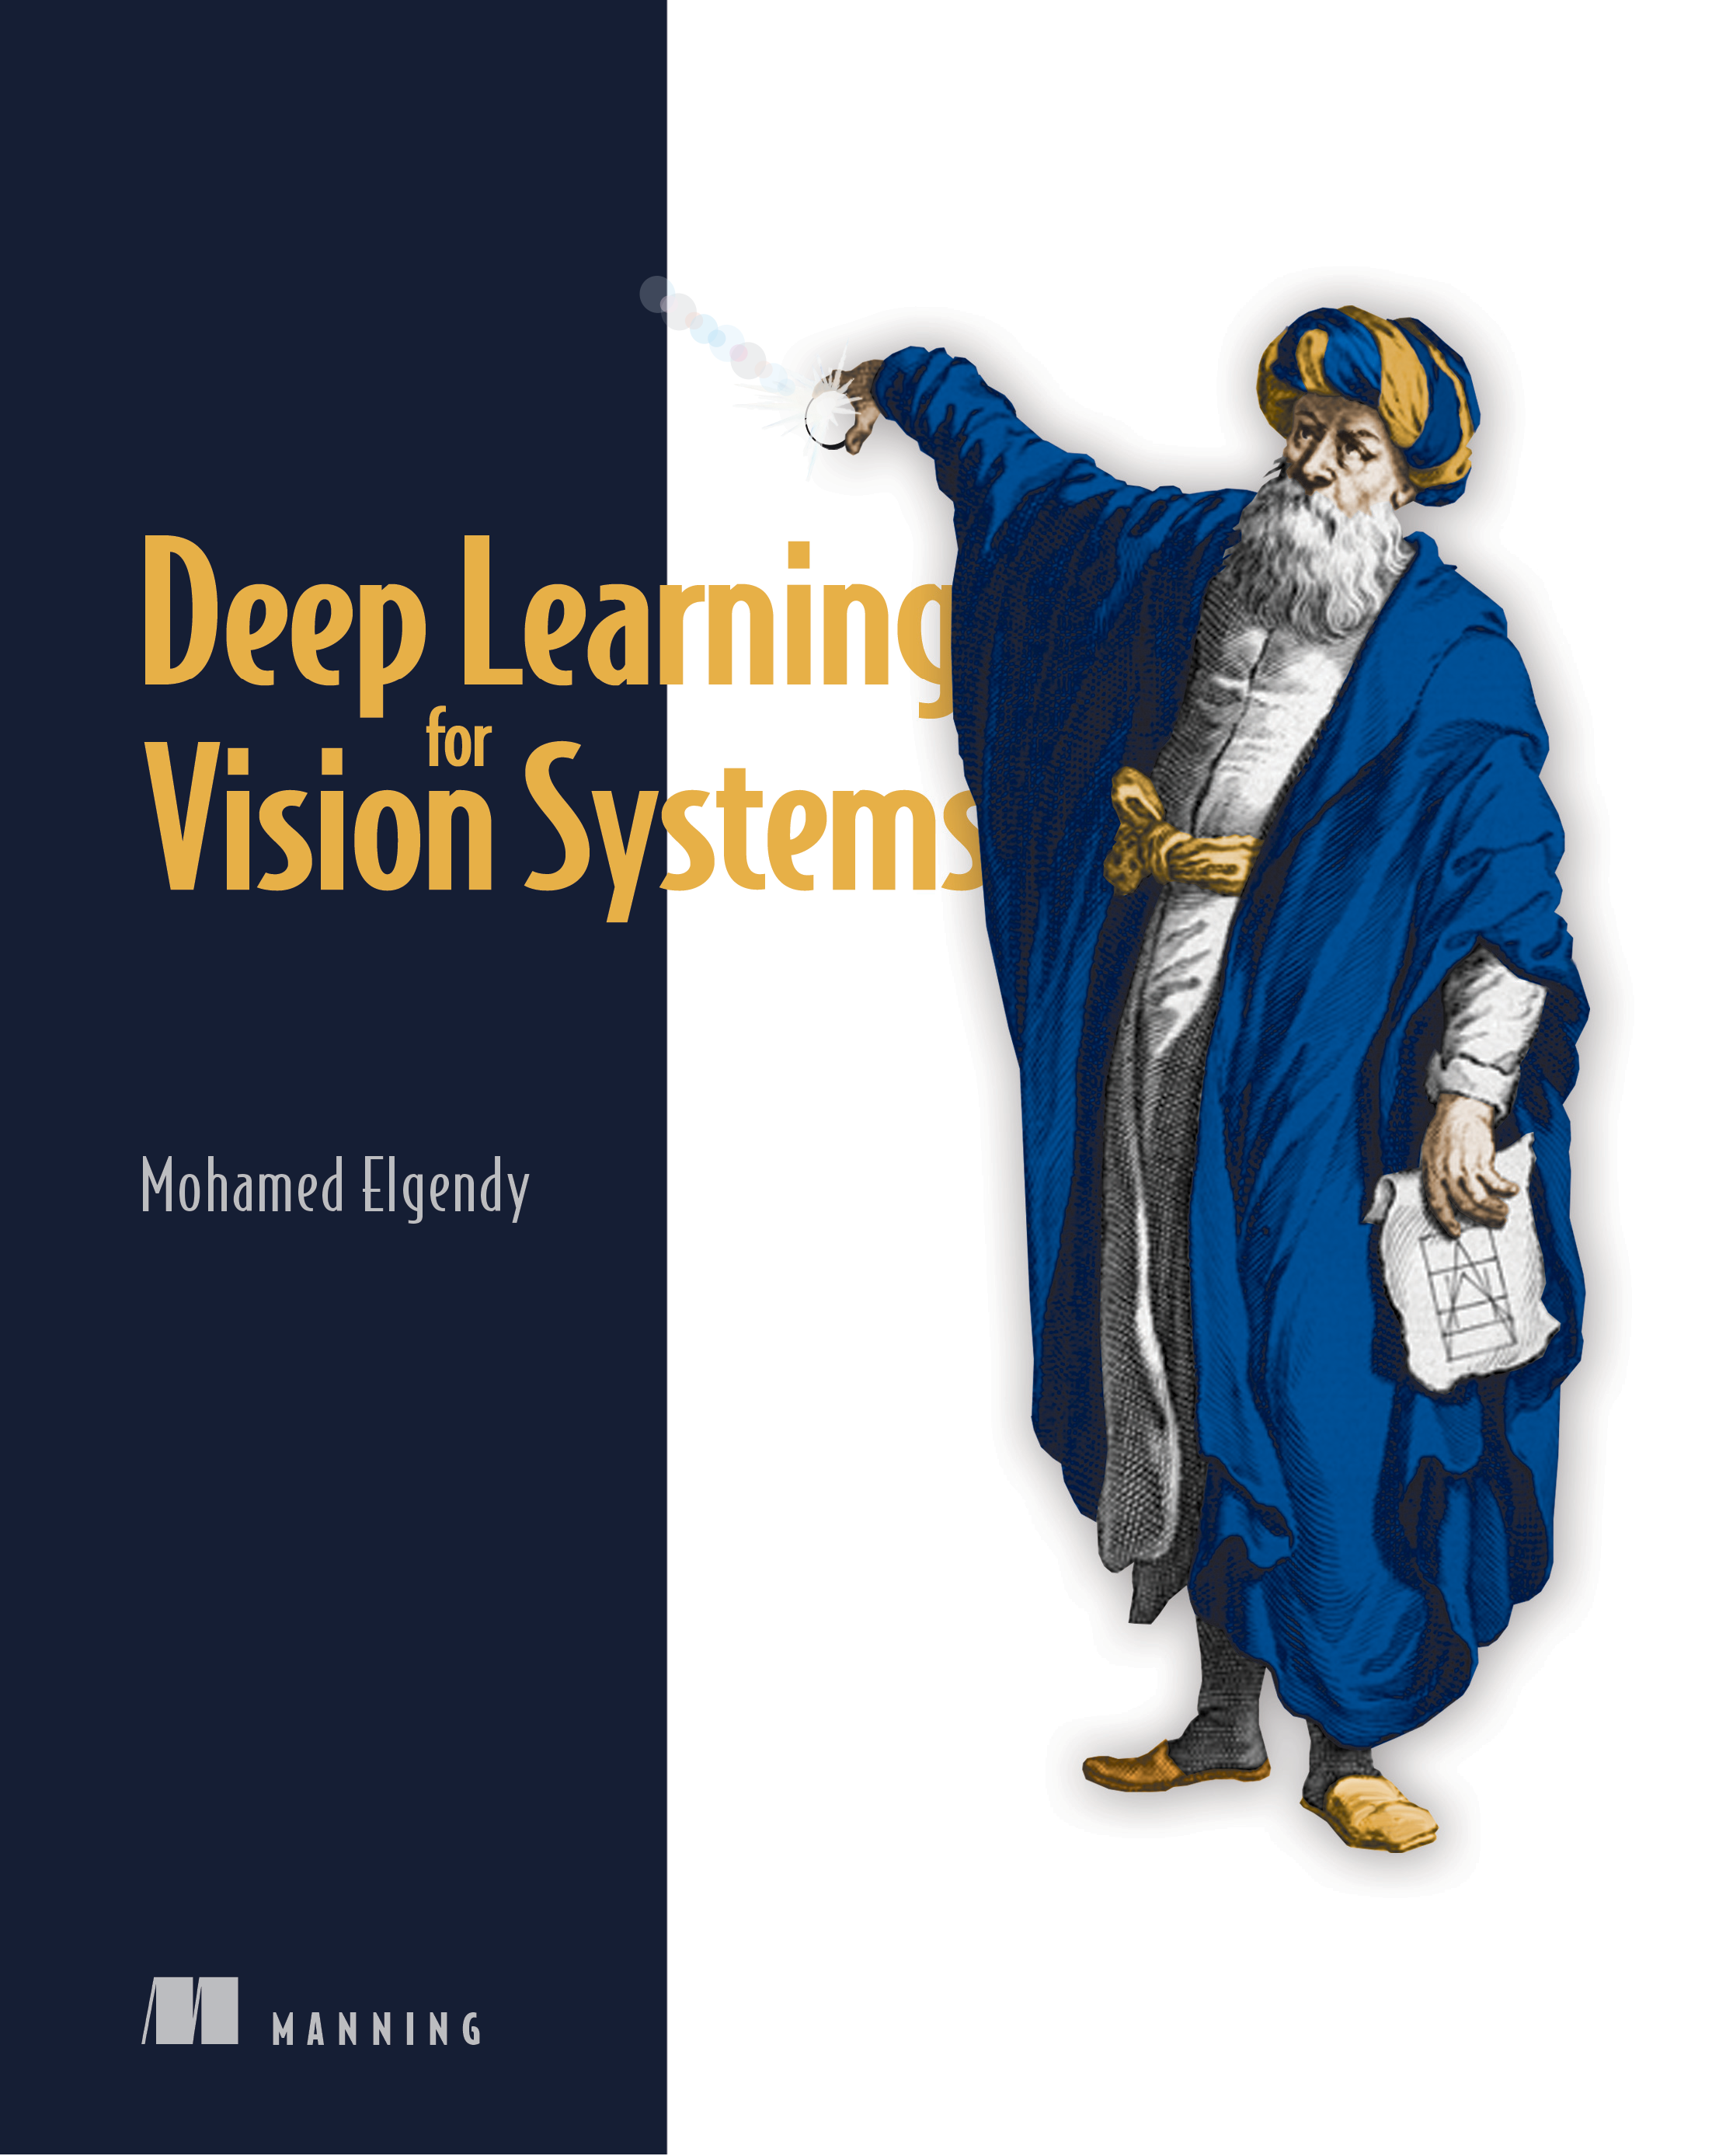 Deep Learning
for
Vision Systems
Mohamed Elgendy
MANNING